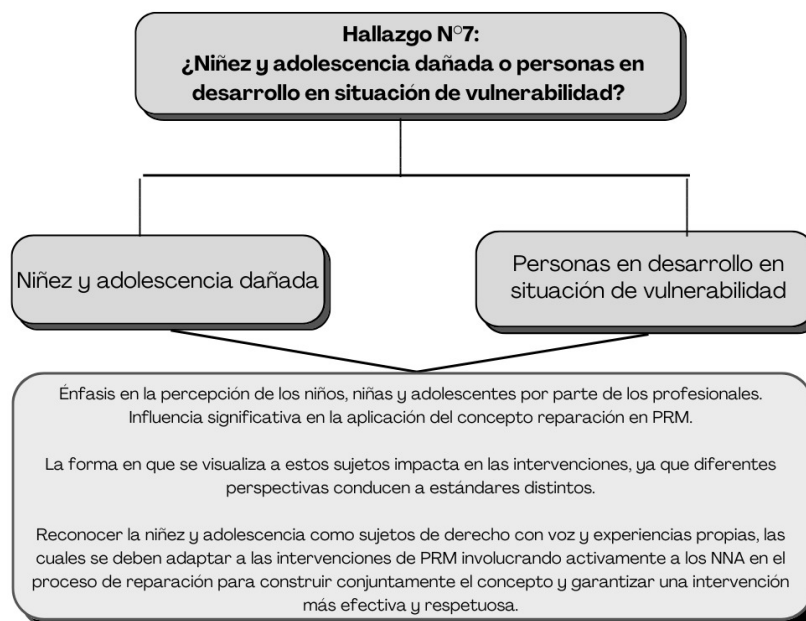 Hallazgo N°7:
¿Niñez y adolescencia dañada o personas en
desarrollo en situación de vulnerabilidad?
Niñez y adolescencia dañada
Personas en desarrollo en
situación de vulnerabilidad
Énfasis en la percepción de los niños, niñas y adolescentes por parte de los profesionales.
Influencia significativa en la aplicación del concepto reparación en PRM.
La forma en que se visualiza a estos sujetos impacta en las intervenciones, ya que diferentes
perspectivas conducen a estándares distintos.
Reconocer la niñez y adolescencia como sujetos de derecho con voz y experiencias propias, las
cuales se deben adaptar a las intervenciones de PRM involucrando activamente a los NNA en el
proceso de reparación para construir conjuntamente el concepto y garantizar una intervención
más efectiva y respetuosa.